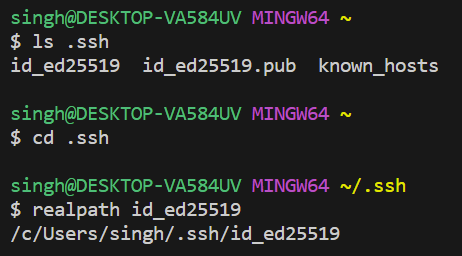 singh@DESKTOP-VA584UV MINGW64 ~
$ ls .ssh
id_ed25519  id_ed25519.pub  known_hosts
singh@DESKTOP-VA584UV MINGW64 ~
$ cd .ssh
singh@DESKTOP-VA584UV MINGW64 ~/.ssh
$ realpath id_ed25519
/c/Users/singh/.ssh/id_ed25519